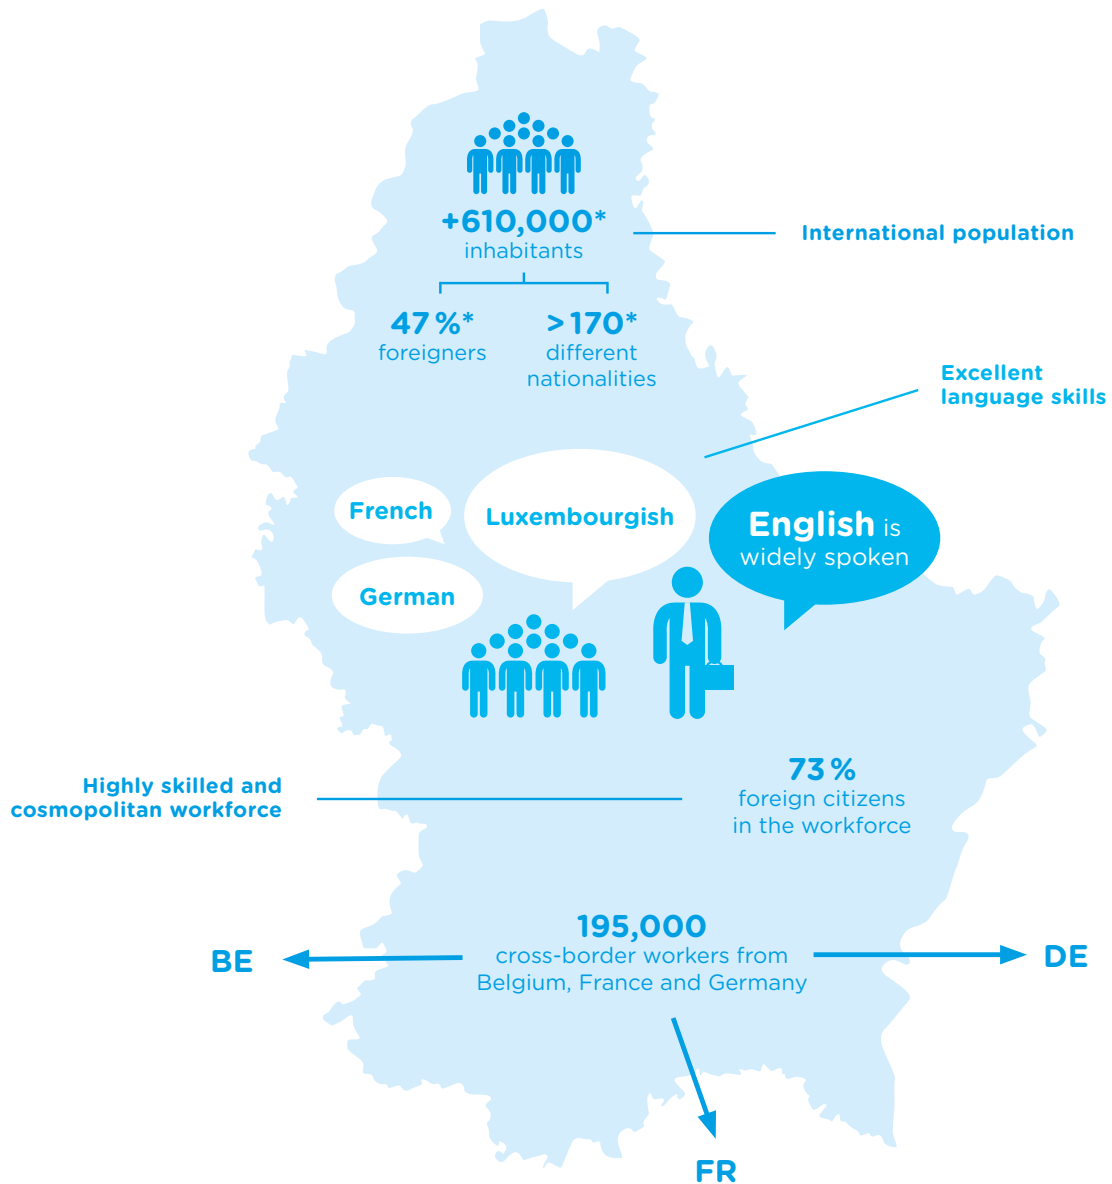 +610,000*
inhabitants
International population
47 %*
foreigners
> 170*
different
nationalities
Excellent
language skills
French
Luxembourgish
English is
widely spoken
German
Highly skilled and
cosmopolitan workforce
73 %
foreign citizens
in the workforce
195,000
cross-border workers from
Belgium, France and Germany
BE
DE
FR